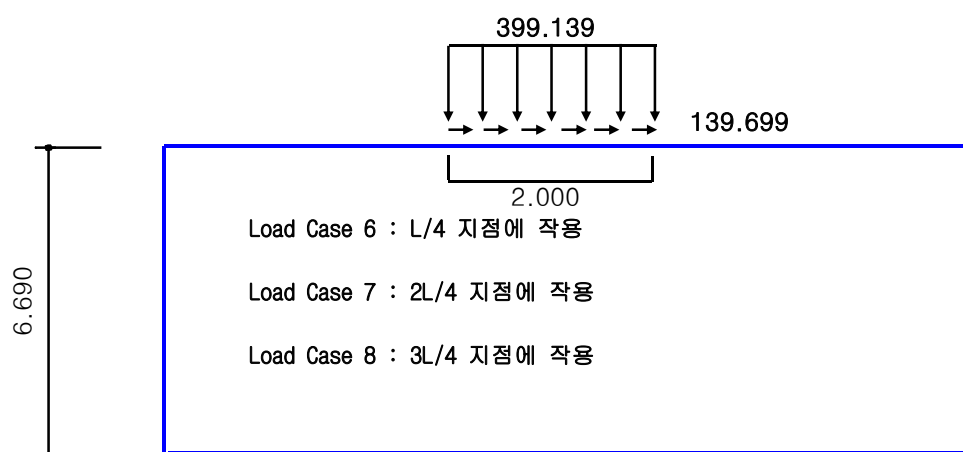 399.139
139.699
2.000
Load Case 6 : L/4 지점에 작용
Load Case 7 : 2L/4 지점에 작용
Load Case 8 : 3L/4 지점에 작용
6.690